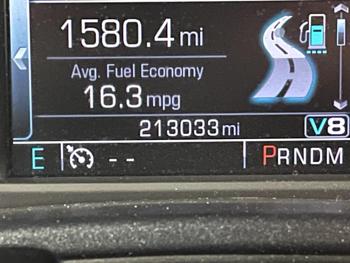 1580.4 mi
Avg. Fuel Economy
16.3 mpg
213033 mi V8
E -- PRNDM